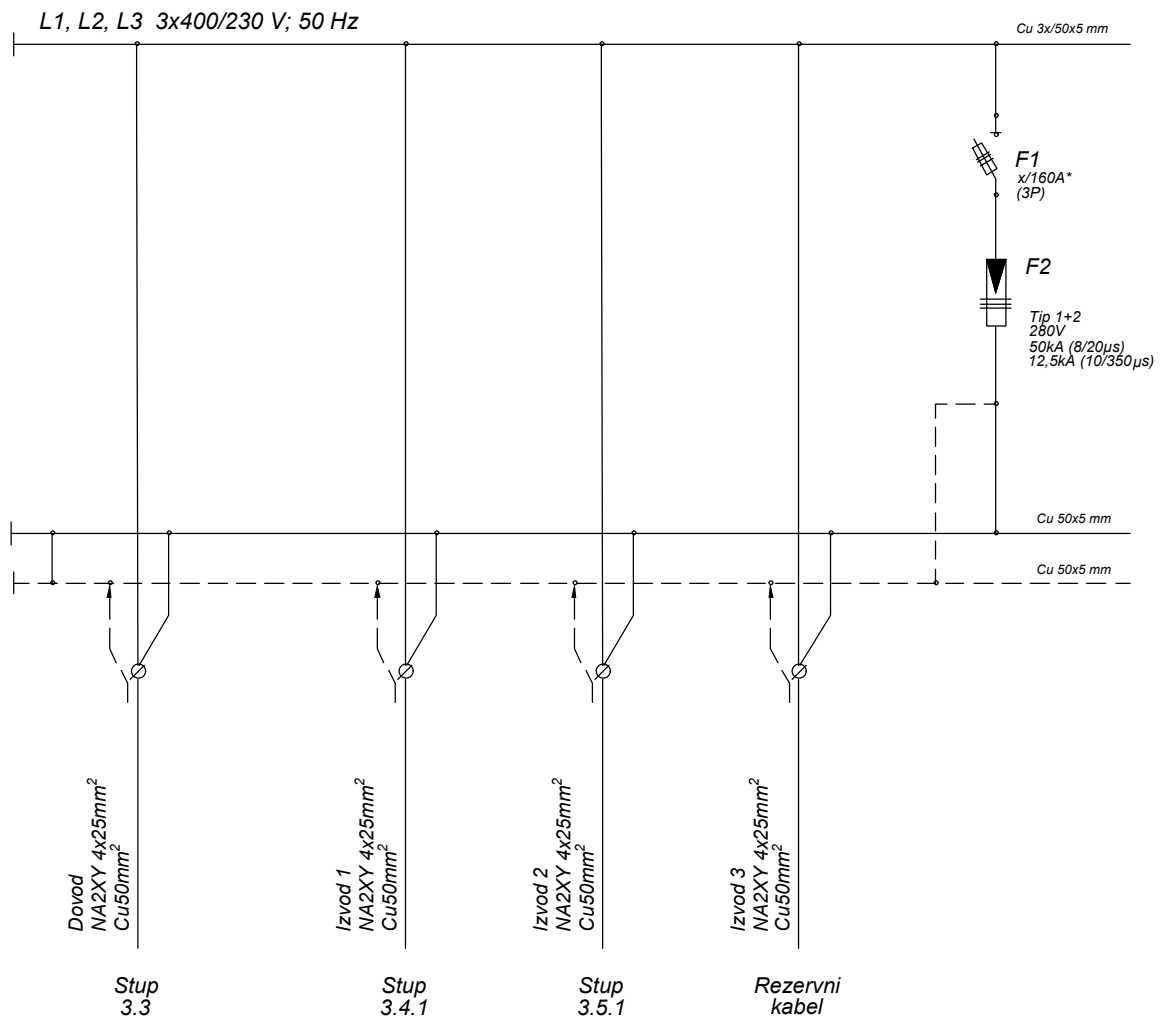 L1, L2, L3 3x400/230 V; 50 Hz
Cu 3x/50x5 mm
F1
x/160A*
(3P)
F2
Tip 1+2
280V
50kA (8/20µs)
12,5kA (10/350µs)
Cu 50x5 mm
Cu 50x5 mm
Dovod
NA2XY 4x25mm²
Cu50mm²
Izvod 1
NA2XY 4x25mm²
Cu50mm²
Izvod 2
NA2XY 4x25mm²
Cu50mm²
Izvod 3
NA2XY 4x25mm²
Cu50mm²
Stup
3.3
Stup
3.4.1
Stup
3.5.1
Rezervni
kabel